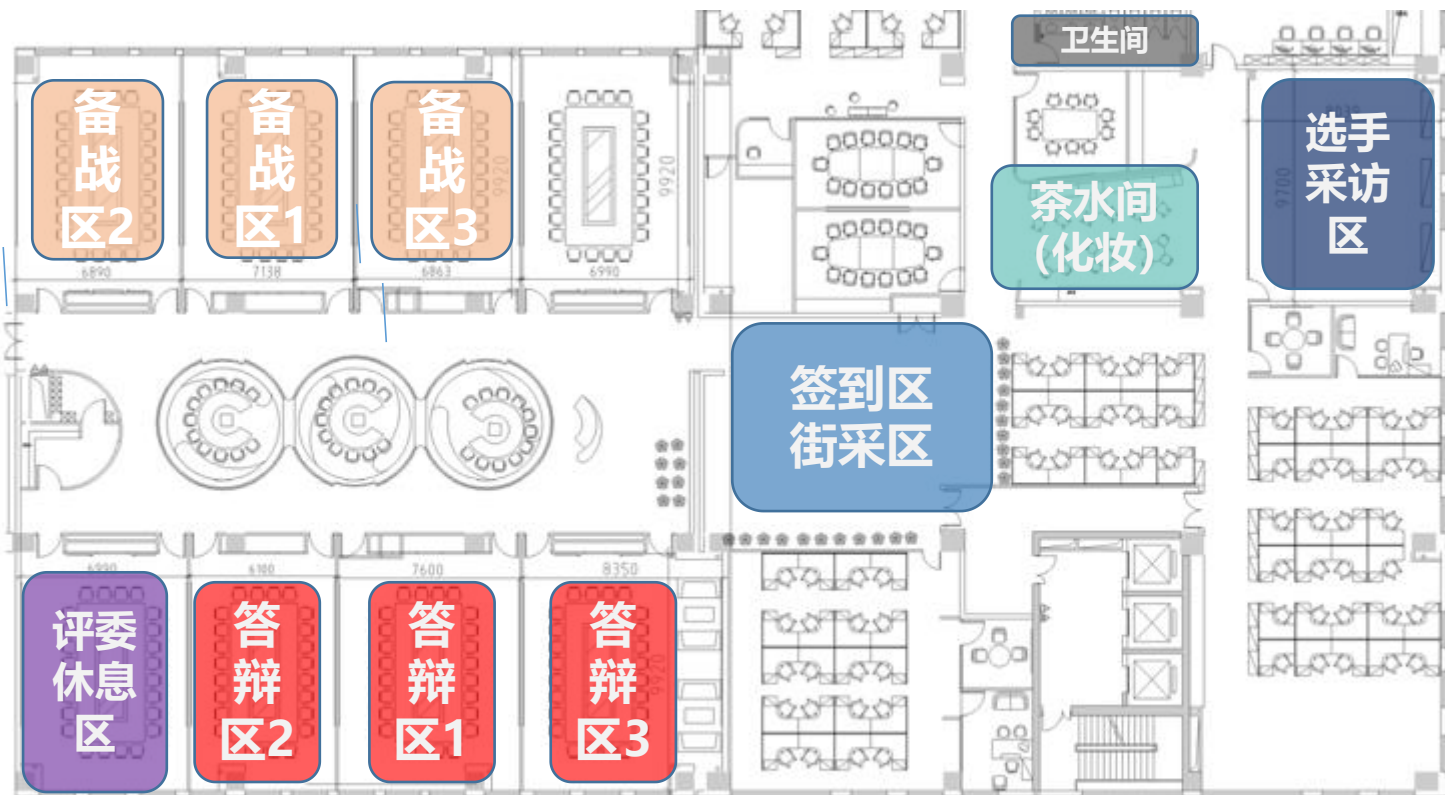 卫生间
备
战
区2
备
战
区1
备
战
区3
9920
9920
6890
7138
6863
6990
茶水间
(化妆)
选手
采访
区
9700
签到区
街采区
6990
6100
7600
8350
评委
休息
区
答
辩
区2
答
辩
区1
答
辩
区3
9920